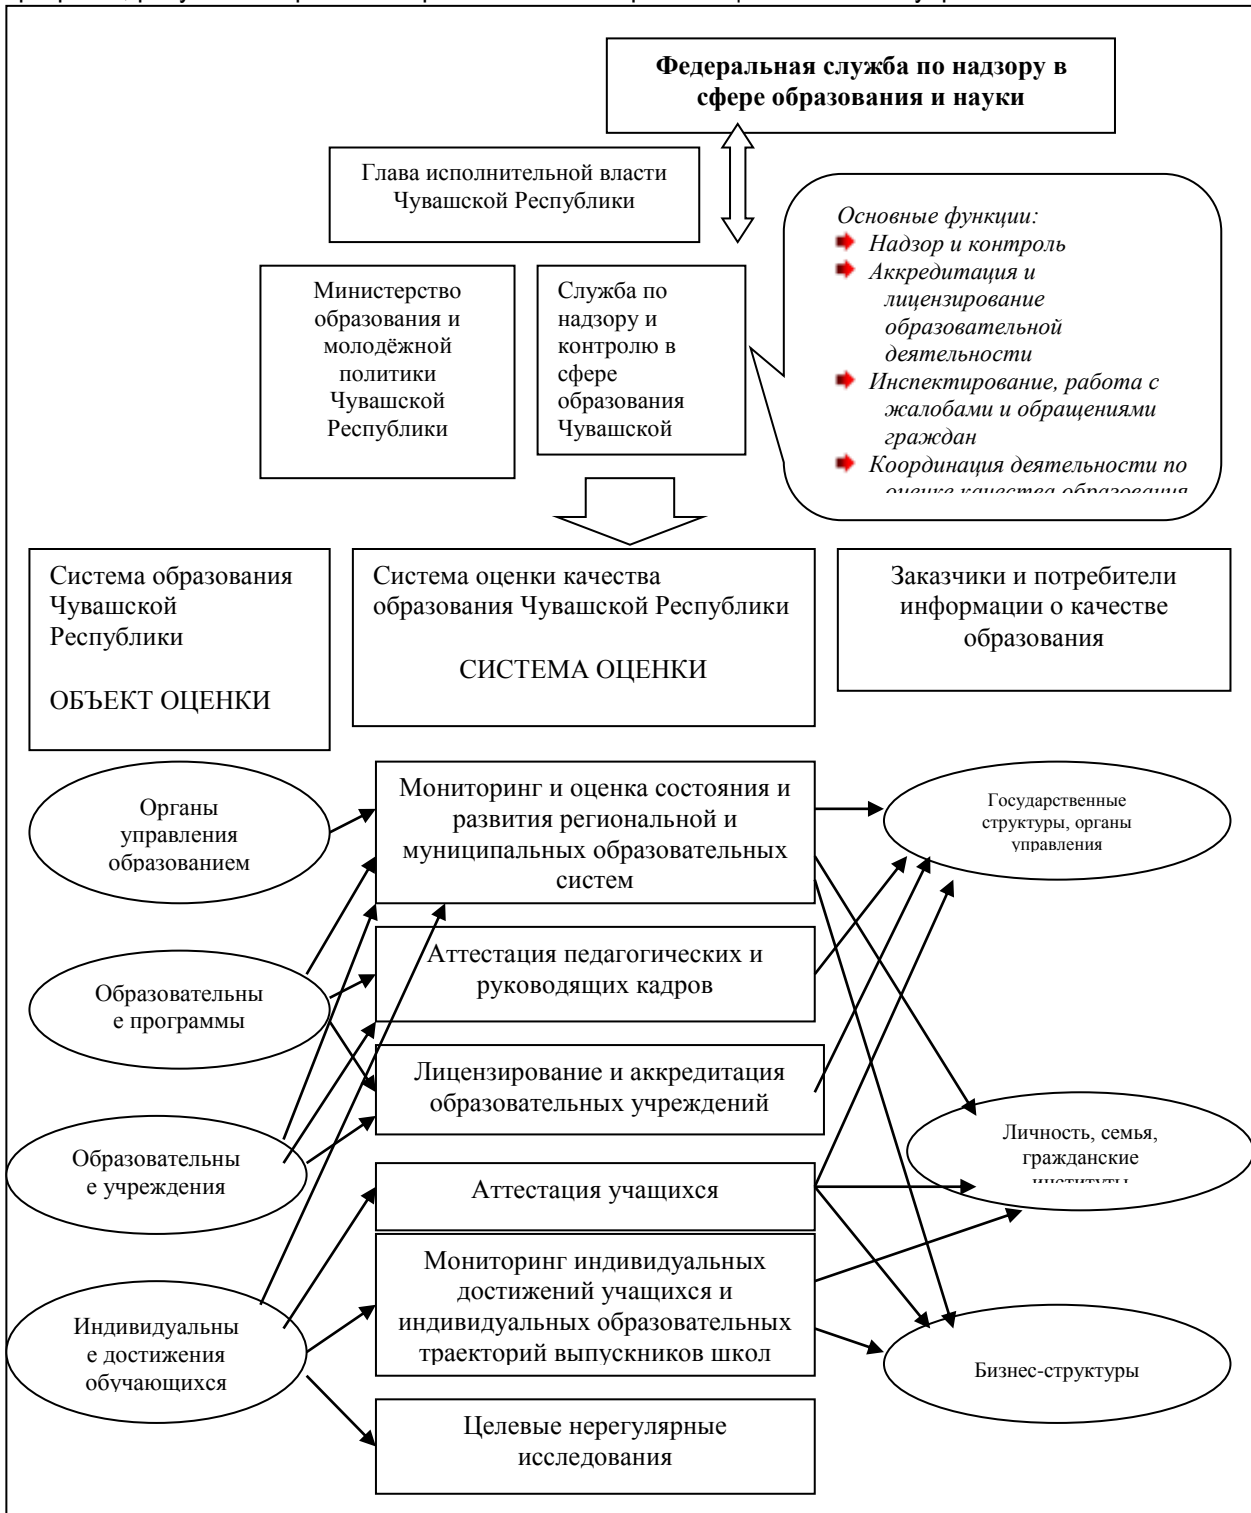 Федеральная служба по надзору в
сфере образования и науки
Глава исполнительной власти
Чувашской Республики
Основные функции:
Надзор и контроль
Аккредитация и
лицензирование
образовательной
деятельности
Инспектирование, работа с
жалобами и обращениями
граждан
Координация деятельности по
оценке качества образования
Министерство
образования и
молодёжной
политики
Чувашской
Республики
Служба по
надзору и
контролю в
сфере
образования
Чувашской
Система образования
Чувашской
Республики
ОБЪЕКТ ОЦЕНКИ
Система оценки качества
образования Чувашской Республики
СИСТЕМА ОЦЕНКИ
Заказчики и потребители
информации о качестве
образования
Органы
управления
образованием
Мониторинг и оценка состояния и
развития региональной и
муниципальных образовательных
систем
Государственные
структуры, органы
управления
Образовательны
е программы
Аттестация педагогических и
руководящих кадров
Лицензирование и аккредитация
образовательных учреждений
Образовательны
е учреждения
Аттестация учащихся
Личность, семья,
гражданские
институты
Индивидуальны
е достижения
обучающихся
Мониторинг индивидуальных
достижений учащихся и
индивидуальных образовательных
траекторий выпускников школ
Бизнес-структуры
Целевые нерегулярные
исследования